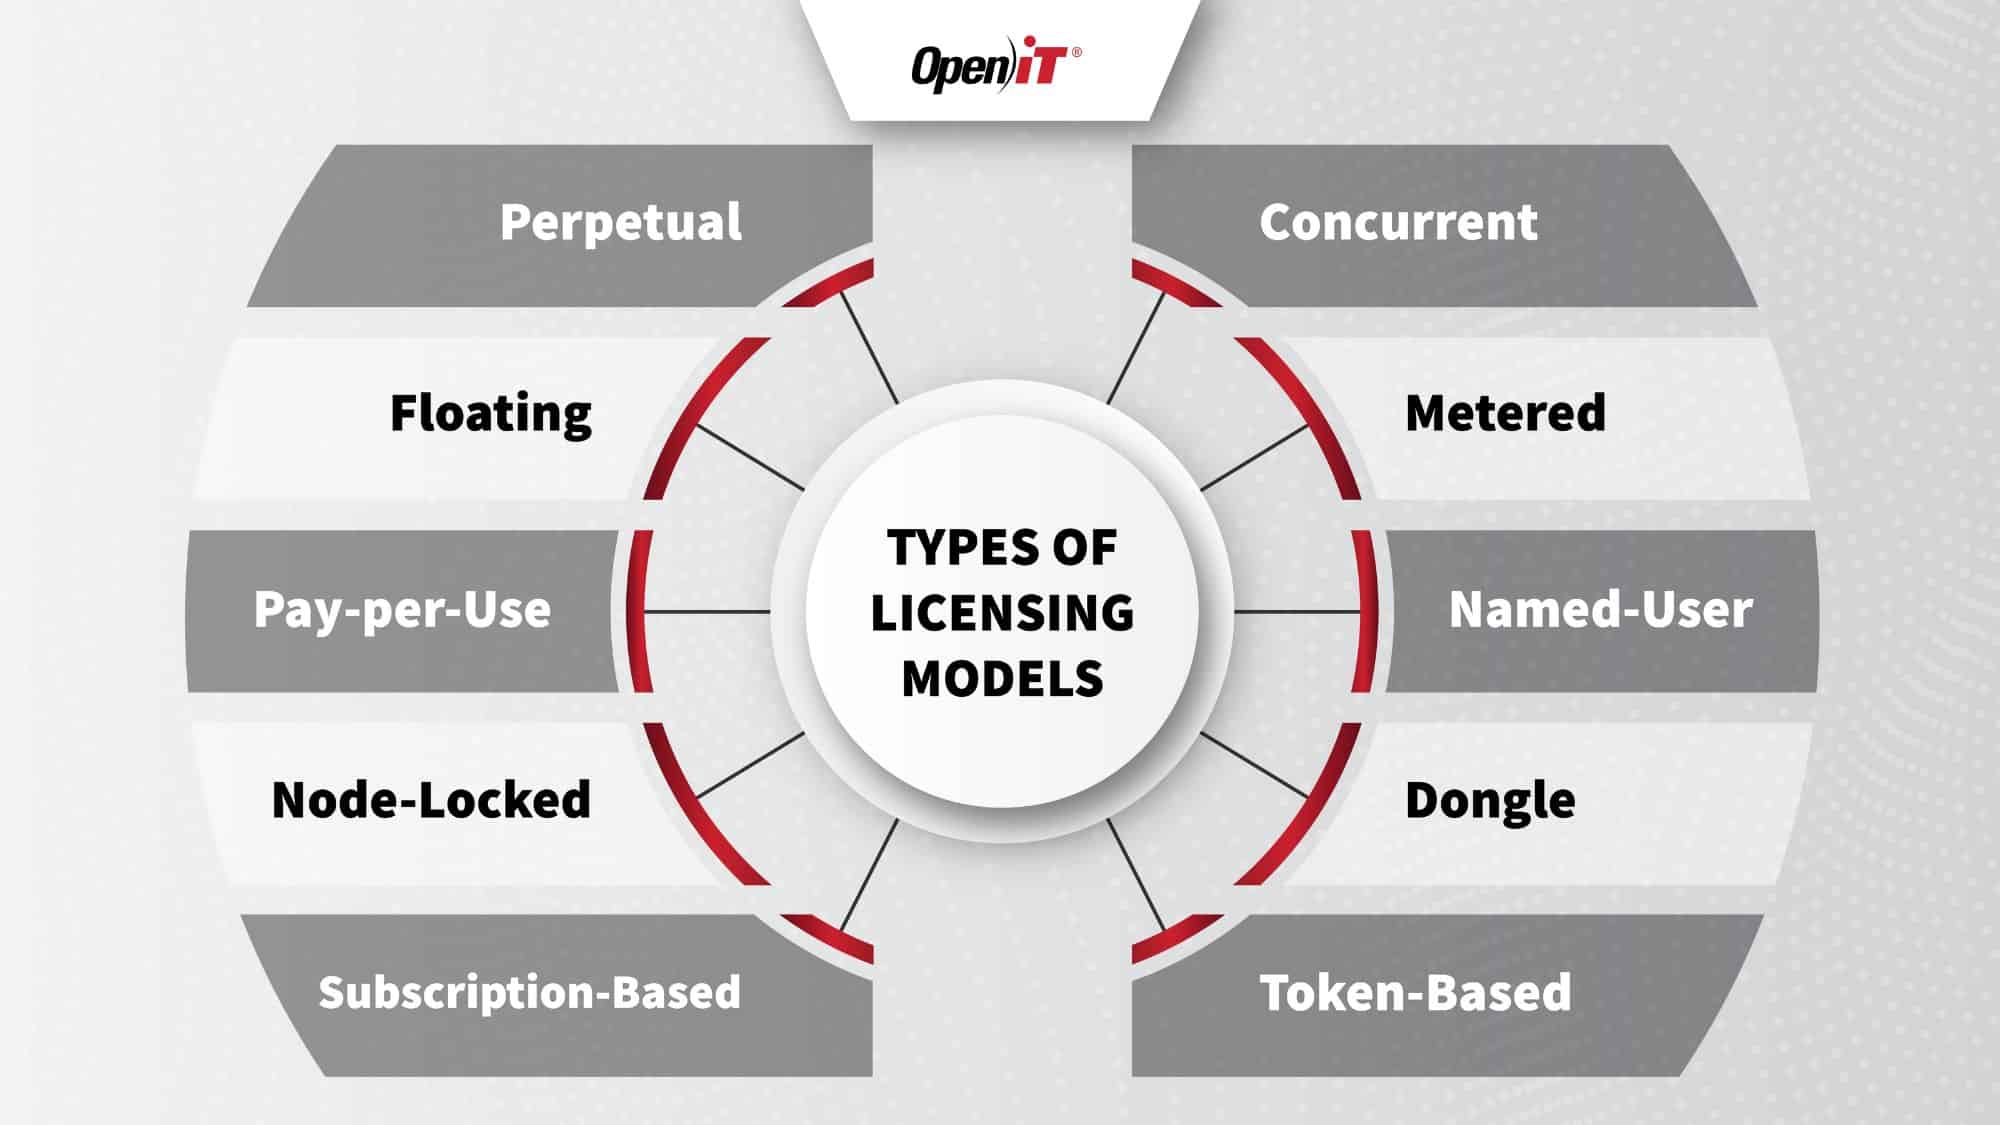 Open iT®
Perpetual
Floating
Pay-per-Use
Node-Locked
Subscription-Based
TYPES OF
LICENSING
MODELS
Concurrent
Metered
Named-User
Dongle
Token-Based